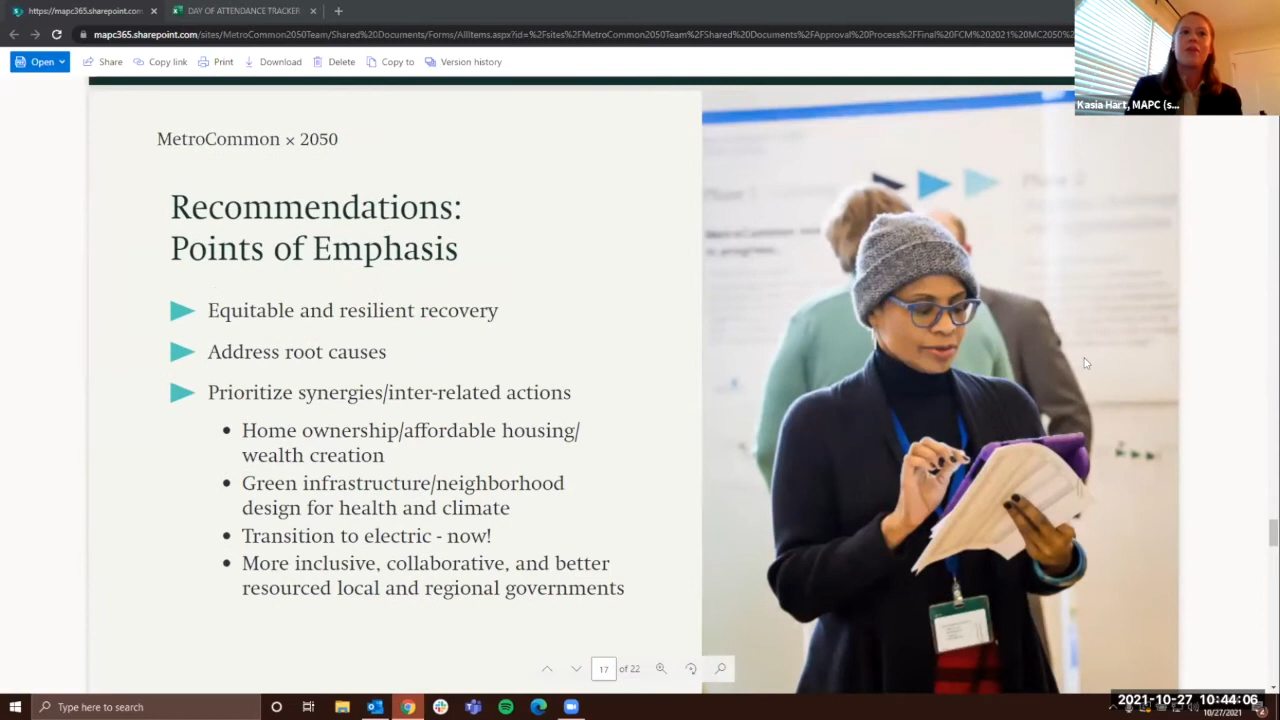 https://mapc365.sharepoint.com/
DAY OF ATTENDANCE TRACKER
mapc365.sharepoint.com/sites/MetroCommon2050Team/Shared%20Documents/Forms/AllItems.aspx?id=%2Fsites%2FMetroCommon2050Team%2FShared%20Documents%2FApproval%20Process%2FFinal%20FCM%202021%20MC2050%2
Open
Share
Copy link
Print
Download
Delete
Copy to
Version history
Kasia Hart, MAPC (s...
MetroCommon × 2050
Recommendations:
Points of Emphasis
Equitable and resilient recovery
Address root causes
Prioritize synergies/inter-related actions
• Home ownership/affordable housing/
wealth creation
• Green infrastructure/neighborhood
design for health and climate
• Transition to electric - now!
• More inclusive, collaborative, and better
resourced local and regional governments
17 of 22
Type here to search
2021-10-27 10:44:06
10/27/2021